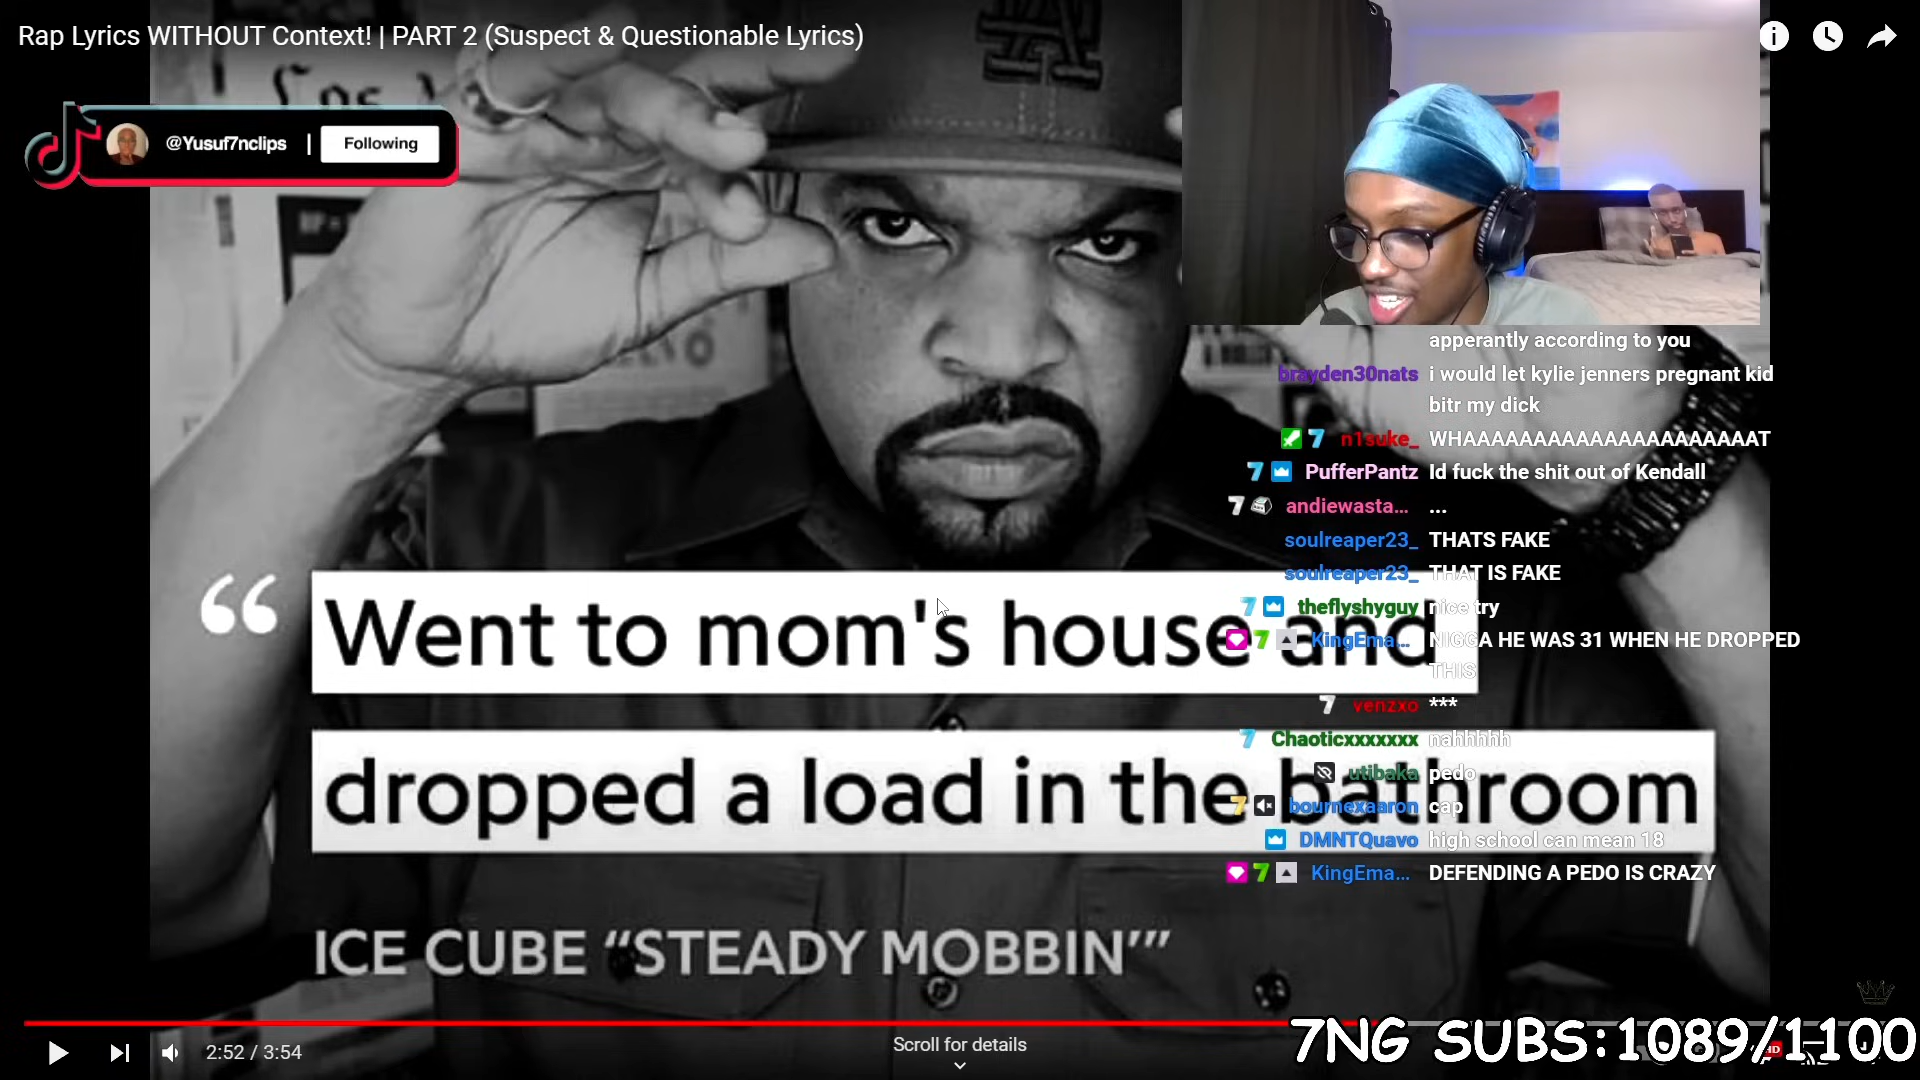 Rap Lyrics WITHOUT Context! | PART 2 (Suspect & Questionable Lyrics)
LA
@Yusuf7nclips | Following
apperantly according to you
brayden30nats i would let kylie jenners pregnant kid
bitr my dick
n1suke_ WHAAAAAAAAAAAAAAAAAAAAAT
PufferPantz Id fuck the shit out of Kendall
andiewasta... ...
soulreaper23_ THATS FAKE
soulreaper23_ THAT IS FAKE
theflyshyguy nice try
KingEma... NIGGA HE WAS 31 WHEN HE DROPPED
THIS
venzxo ***
Chaoticxxxxxxx nahhhhh
utibaka pedo
bournexaaron cap
DMNTQuavo high school can mean 18
KingEma... DEFENDING A PEDO IS CRAZY
“ Went to mom's house and
dropped a load in the bathroom
ICE CUBE “STEADY MOBBIN’”
2:52 / 3:54
Scroll for details
7NG SUBS:1089/1100